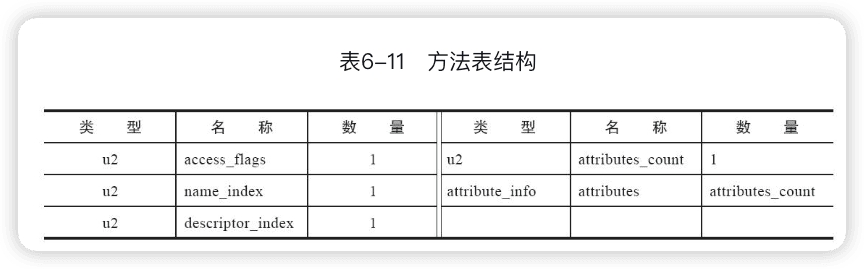 表6-11 方法表结构
类 型 名 称 数 量 类 型 名 称 数 量
u2 access_flags 1 u2 attributes_count 1
u2 name_index 1 attribute_info attributes attributes_count
u2 descriptor_index 1